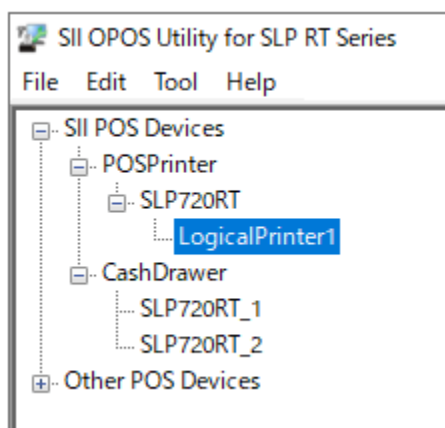 SII OPOS Utility for SLP RT Series
File Edit Tool Help
SII POS Devices
POSPrinter
SLP720RT
LogicalPrinter1
CashDrawer
SLP720RT_1
SLP720RT_2
Other POS Devices